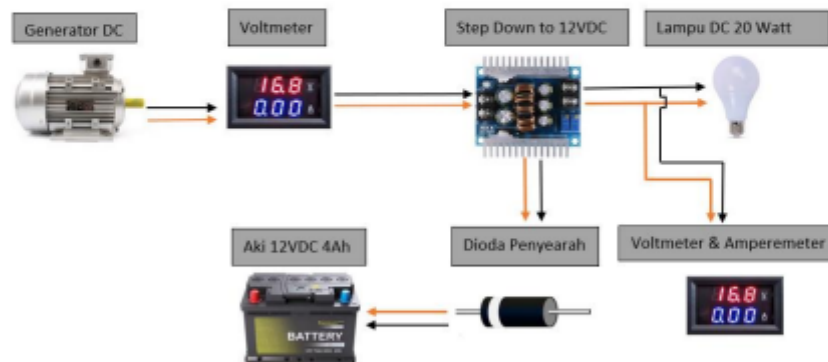 Generator DC
Voltmeter
Step Down to 12VDC
Lampu DC 20 Watt
16.8 V
0.00 A
Aki 12VDC 4Ah
Dioda Penyearah
Voltmeter & Amperemeter
BATTERY
16.8 V
0.00 A